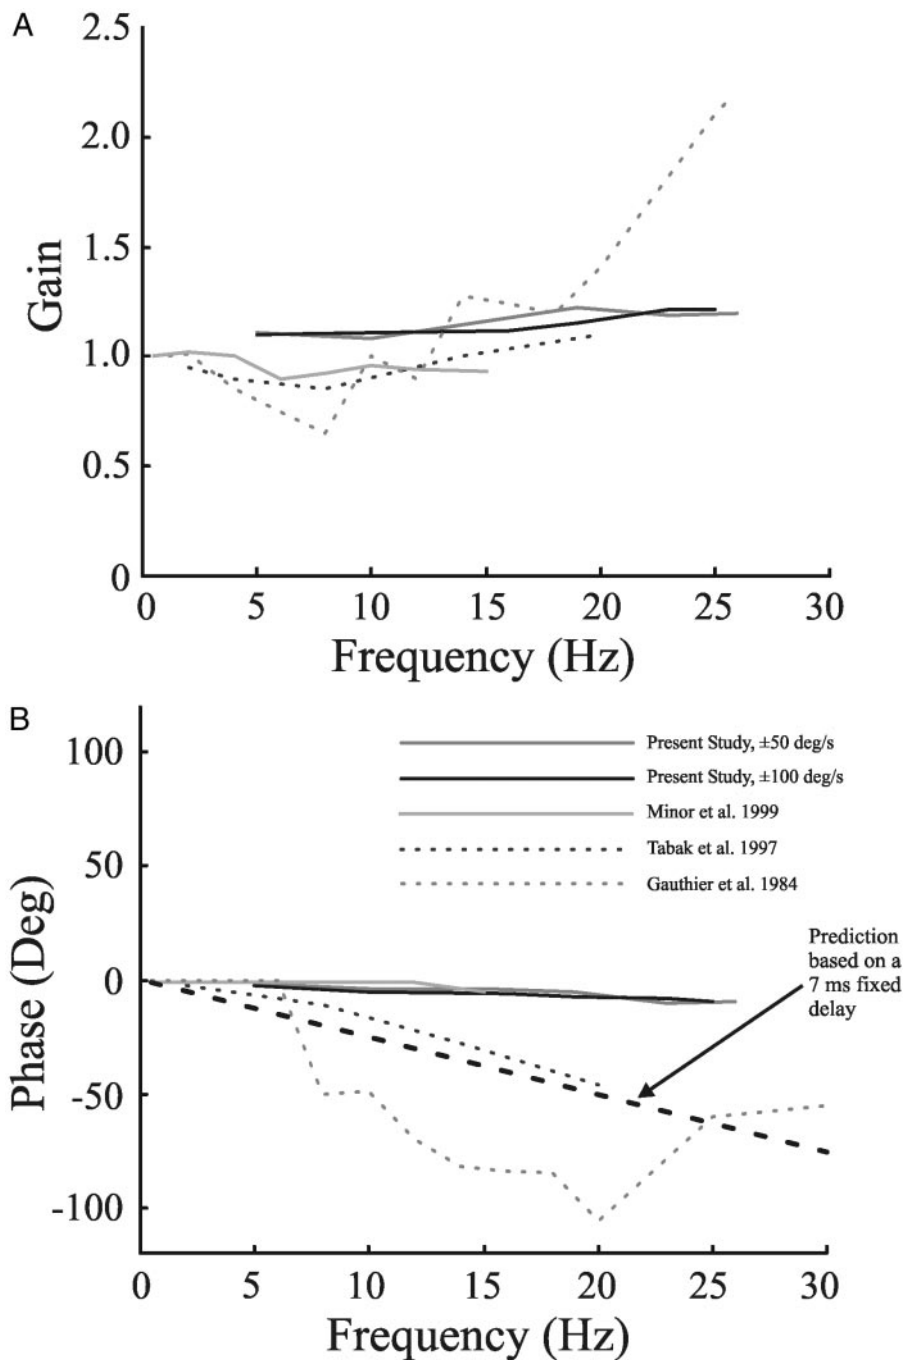 A
2.5
2.0
1.5
1.0
0.5
0
Gain
0 5 10 15 20 25 30
Frequency (Hz)
B
100
50
0
-50
-100
Phase (Deg)
Present Study, ±50 deg/s
Present Study, ±100 deg/s
Minor et al. 1999
Tabak et al. 1997
Gauthier et al. 1984
Prediction
based on a
7 ms fixed
delay
0 5 10 15 20 25 30
Frequency (Hz)